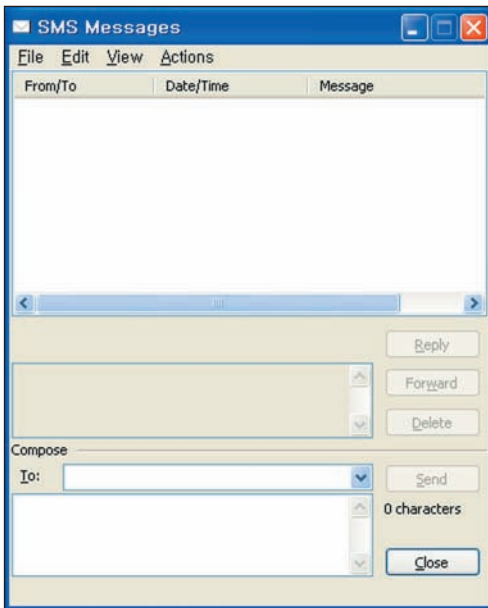 SMS Messages
File Edit View Actions
From/To Date/Time Message
Reply
Forward
Delete
Compose
To: Send
0 characters
Close